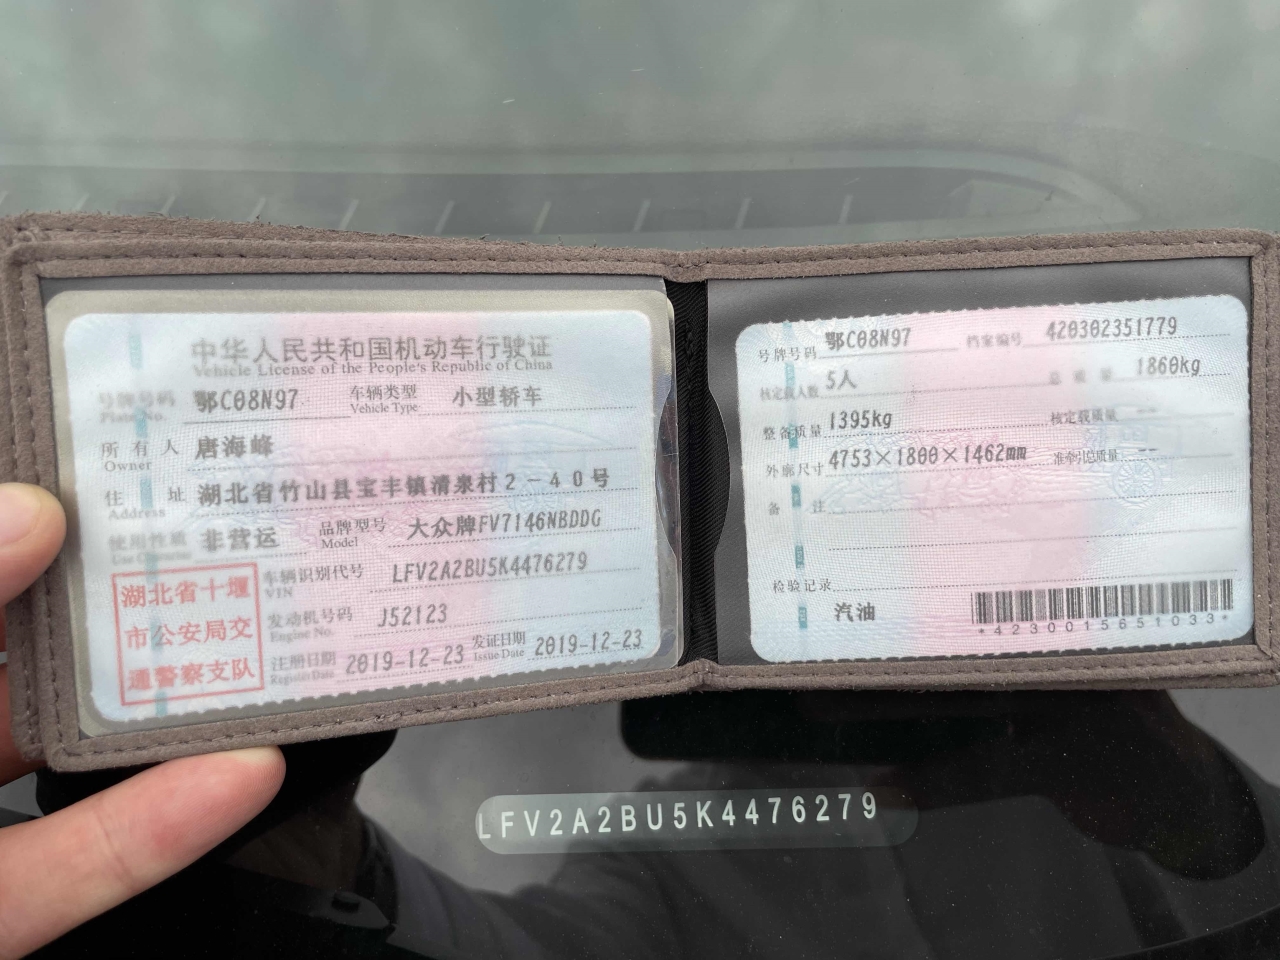 中华人民共和国机动车行驶证
Vehicle License of the People's Republic of China
号牌号码 鄂C08N97 车辆类型 小型轿车
Plate No. Vehicle Type
所有人 唐海峰
Owner
住址 湖北省竹山县宝丰镇清泉村2-40号
Address
使用性质 非营运 品牌型号 大众牌FV7146NBDDG
Use Character Model
车辆识别代号 LFV2A2BU5K4476279
VIN
发动机号码 J52123
Engine No.
注册日期 2019-12-23 发证日期 2019-12-23
Register Date Issue Date
湖北省十堰
市公安局交
通警察支队
号牌号码 鄂C08N97 档案编号 420302351779
核定载人数 5人 总质量 1860kg
整备质量 1395kg 核定载质量 --
外廓尺寸 4753×1800×1462mm 准牵引总质量 --
备注
检验记录
汽油
*4230015651033*
LFV2A2BU5K4476279